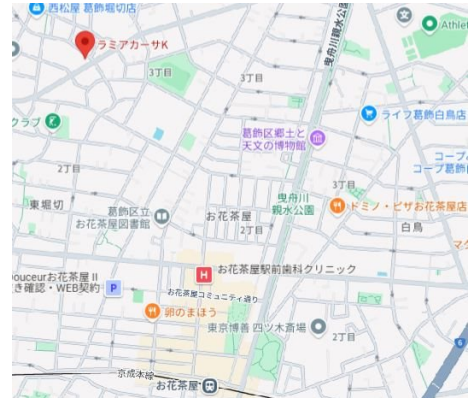 西松屋 葛飾堀切店
ラミアカーサK
3丁目
曳舟川親水公園
Athlet
3丁目
ライフ葛飾白鳥店
クラブ
葛飾区郷土と
天文の博物館
コープ
コープ葛飾
2丁目
曳舟川
親水公園
3丁目
ドミノ・ピザお花茶屋店
東堀切
葛飾区立
お花茶屋図書館
お花茶屋
2丁目
白鳥
マク
ouceurお花茶屋Ⅱ
き確認・WEB契約
P
H
お花茶屋駅前歯科クリニック
お花茶屋コミュニティ通り
卵のまほう
東京博善 四ツ木斎場
2丁目
6
京成本線
お花茶屋